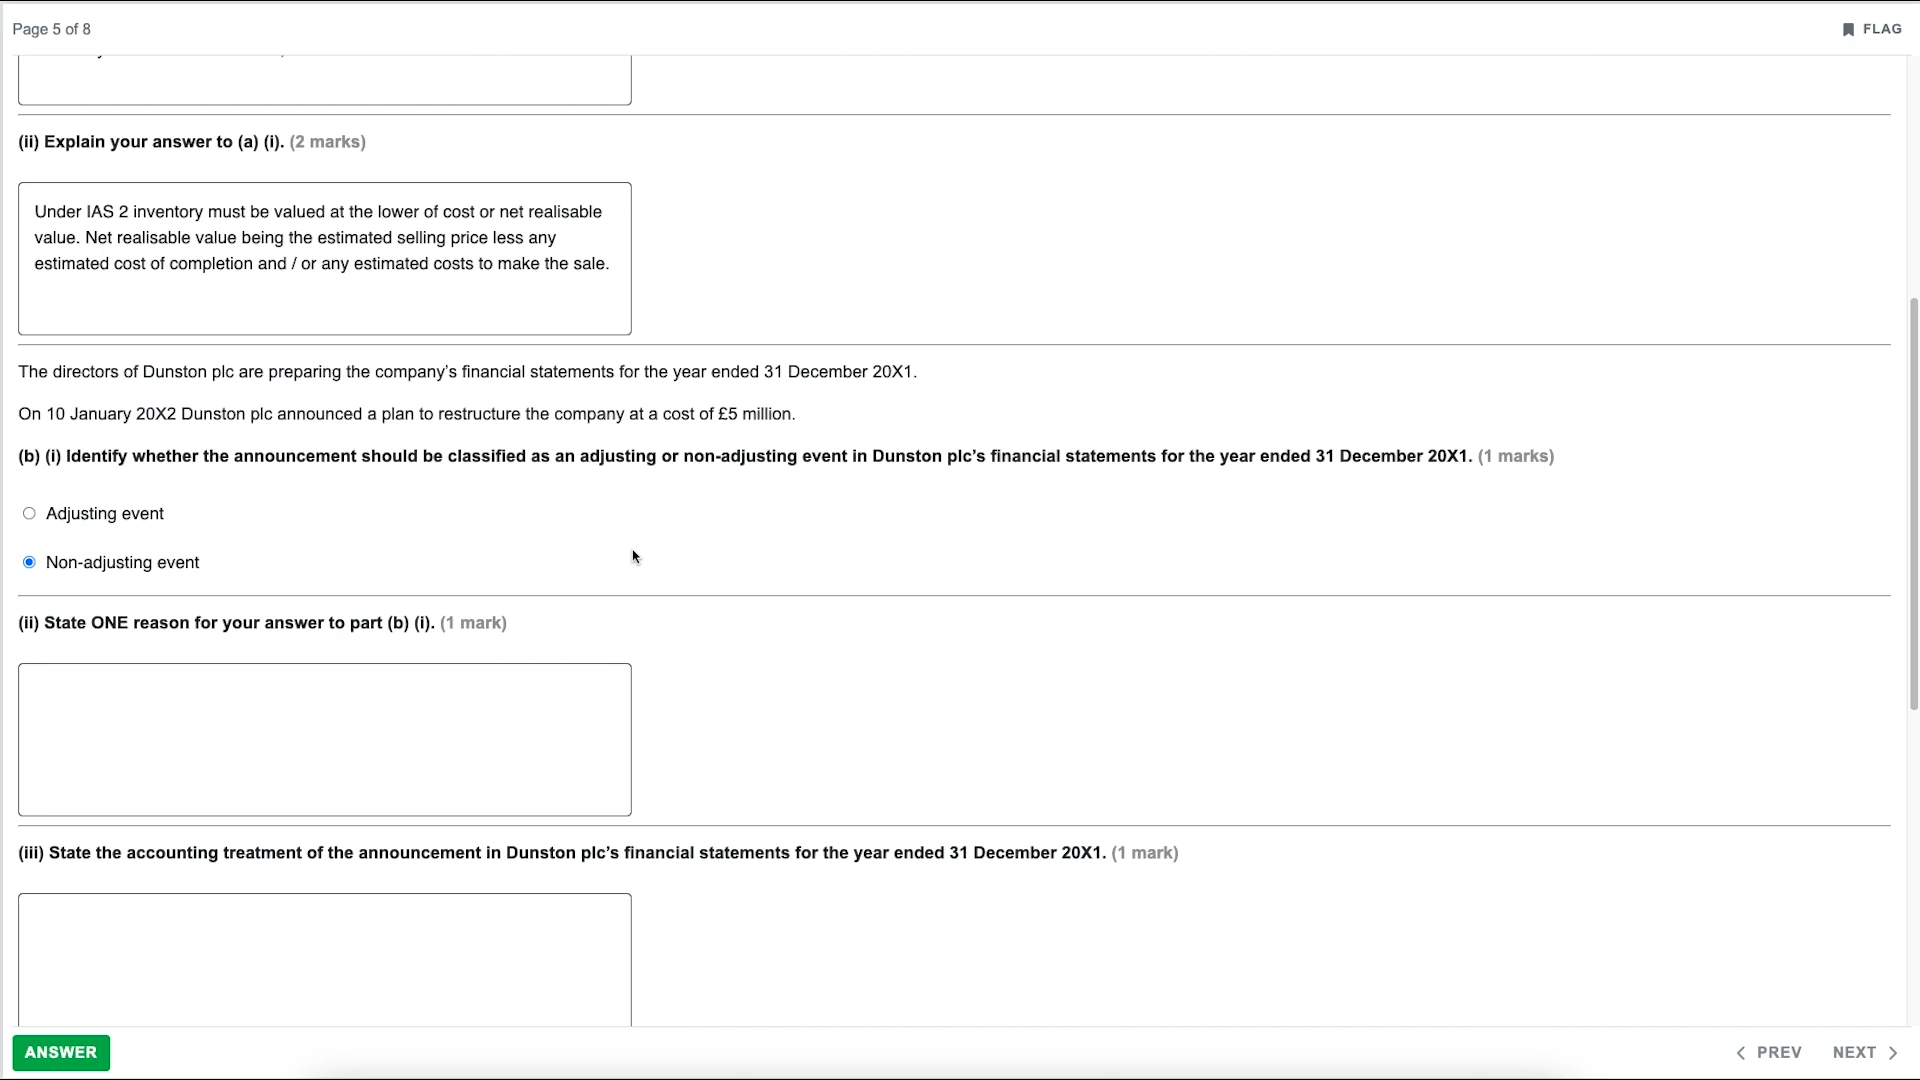 Page 5 of 8
FLAG
(ii) Explain your answer to (a) (i). (2 marks)
Under IAS 2 inventory must be valued at the lower of cost or net realisable
value. Net realisable value being the estimated selling price less any
estimated cost of completion and / or any estimated costs to make the sale.
The directors of Dunston plc are preparing the company’s financial statements for the year ended 31 December 20X1.
On 10 January 20X2 Dunston plc announced a plan to restructure the company at a cost of £5 million.
(b) (i) Identify whether the announcement should be classified as an adjusting or non-adjusting event in Dunston plc’s financial statements for the year ended 31 December 20X1. (1 marks)
Adjusting event
Non-adjusting event
(ii) State ONE reason for your answer to part (b) (i). (1 mark)
(iii) State the accounting treatment of the announcement in Dunston plc’s financial statements for the year ended 31 December 20X1. (1 mark)
ANSWER
PREV
NEXT